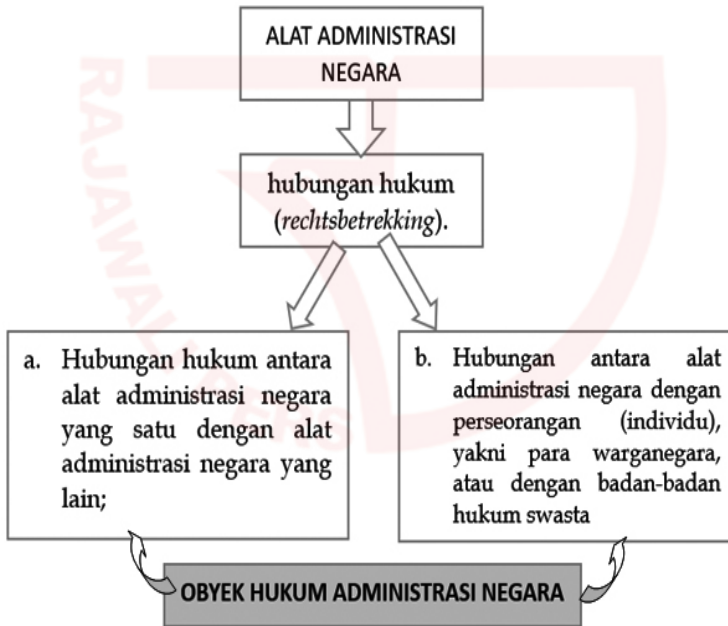 ALAT ADMINISTRASI
NEGARA
hubungan hukum
(rechtsbetrekking).
a. Hubungan hukum antara
alat administrasi negara
yang satu dengan alat
administrasi negara yang
lain;
b. Hubungan antara alat
administrasi negara dengan
perseorangan (individu),
yakni para warganegara,
atau dengan badan-badan
hukum swasta
OBYEK HUKUM ADMINISTRASI NEGARA
RAJAWALI PERS